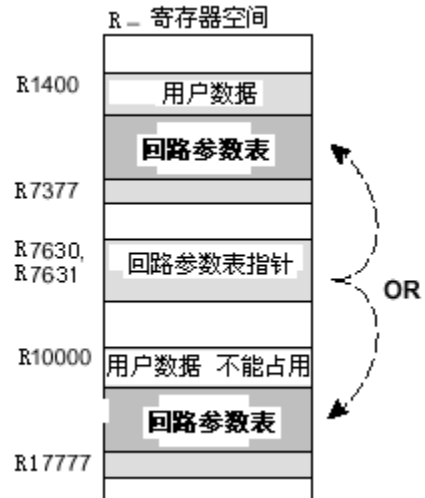 R – 寄存器空间
R1400
用户数据
回路参数表
R7377
R7630,
R7631
回路参数表指针
OR
R10000
用户数据 不能占用
回路参数表
R17777